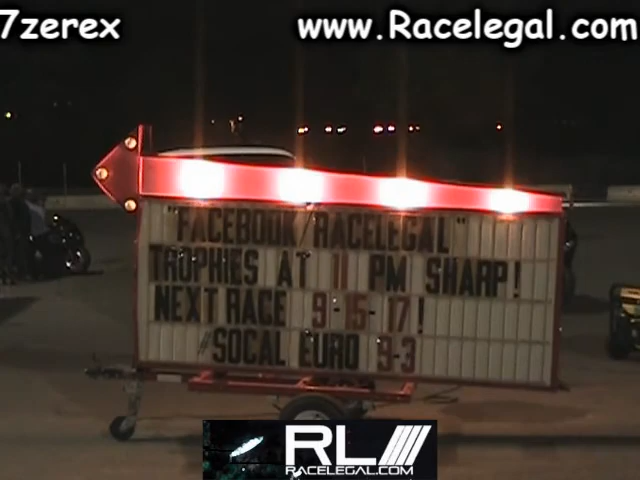 7zerex
www.Racelegal.com
"FACEBOOK/RACELEGAL"
TROPHIES AT 11 PM SHARP!
NEXT RACE 9-15-17!
//SOCAL EURO 9-3
RL///
RACELEGAL.COM